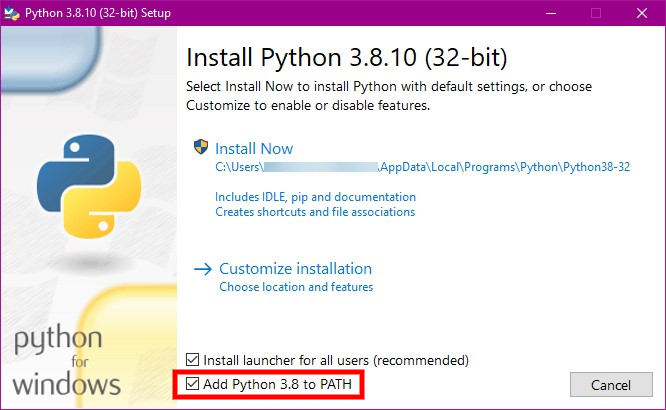 Python 3.8.10 (32-bit) Setup
Install Python 3.8.10 (32-bit)
Select Install Now to install Python with default settings, or choose
Customize to enable or disable features.
Install Now
C:\Users\ ,AppData\Local\Programs\Python\Python38-32
Includes IDLE, pip and documentation
Creates shortcuts and file associations
Customize installation
Choose location and features
python
for
windows
Install launcher for all users (recommended)
Add Python 3.8 to PATH
Cancel